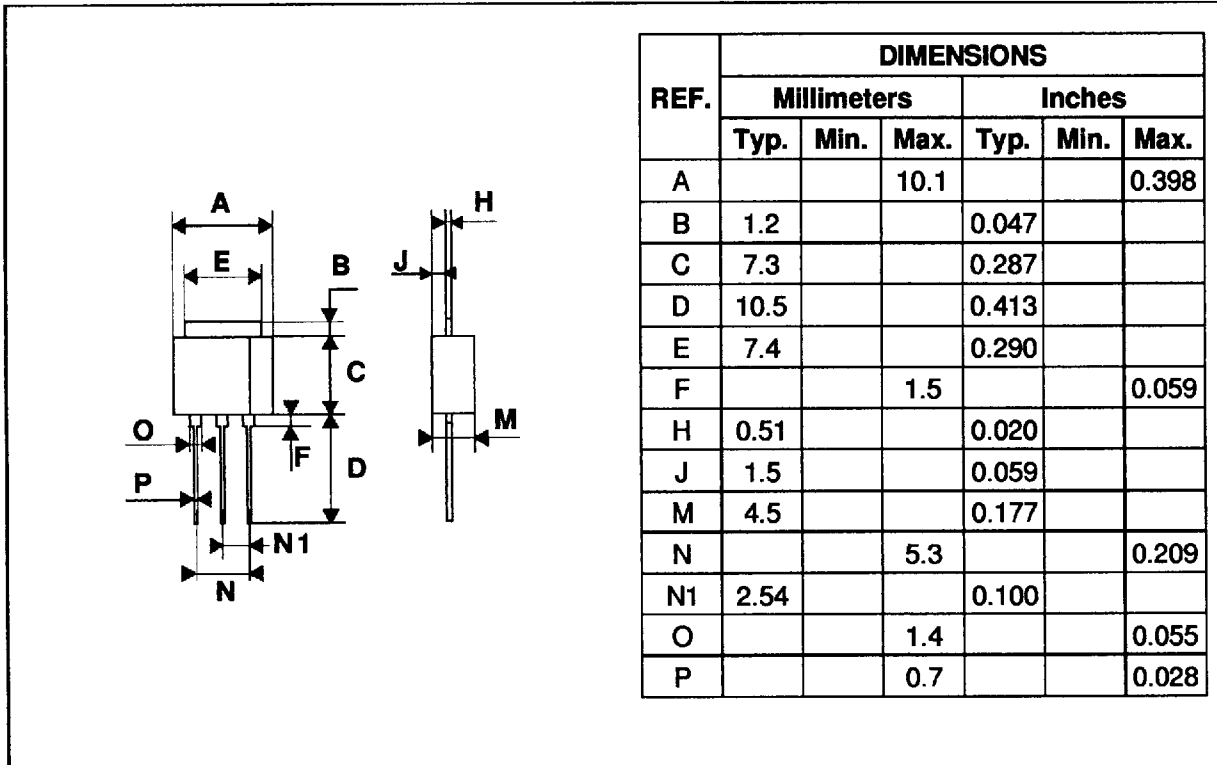 A
H
E
B
J
C
O
M
F
D
P
N1
N
DIMENSIONS
REF. Millimeters Inches
Typ. Min. Max. Typ. Min. Max.
A 10.1 0.398
B 1.2 0.047
C 7.3 0.287
D 10.5 0.413
E 7.4 0.290
F 1.5 0.059
H 0.51 0.020
J 1.5 0.059
M 4.5 0.177
N 5.3 0.209
N1 2.54 0.100
O 1.4 0.055
P 0.7 0.028